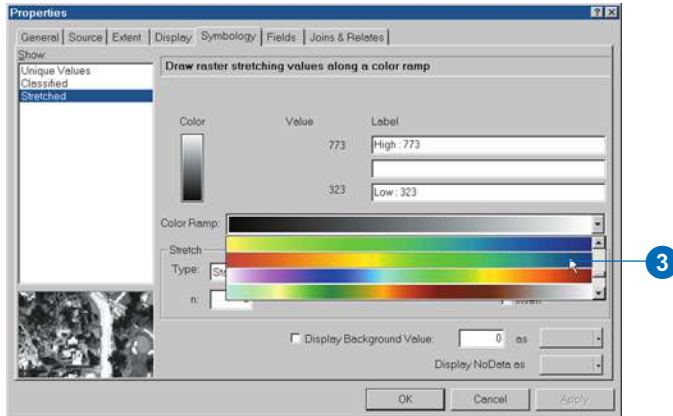 Properties
General Source Extent Display Symbology Fields Joins & Relates
Show:
Unique Values
Classified
Stretched
Draw raster stretching values along a color ramp
Color Value Label
773 High : 773
323 Low : 323
Color Ramp:
Stretch
Type:
n:
Invert
Display Background Value: 0 as
Display NoData as
OK Cancel Apply
3